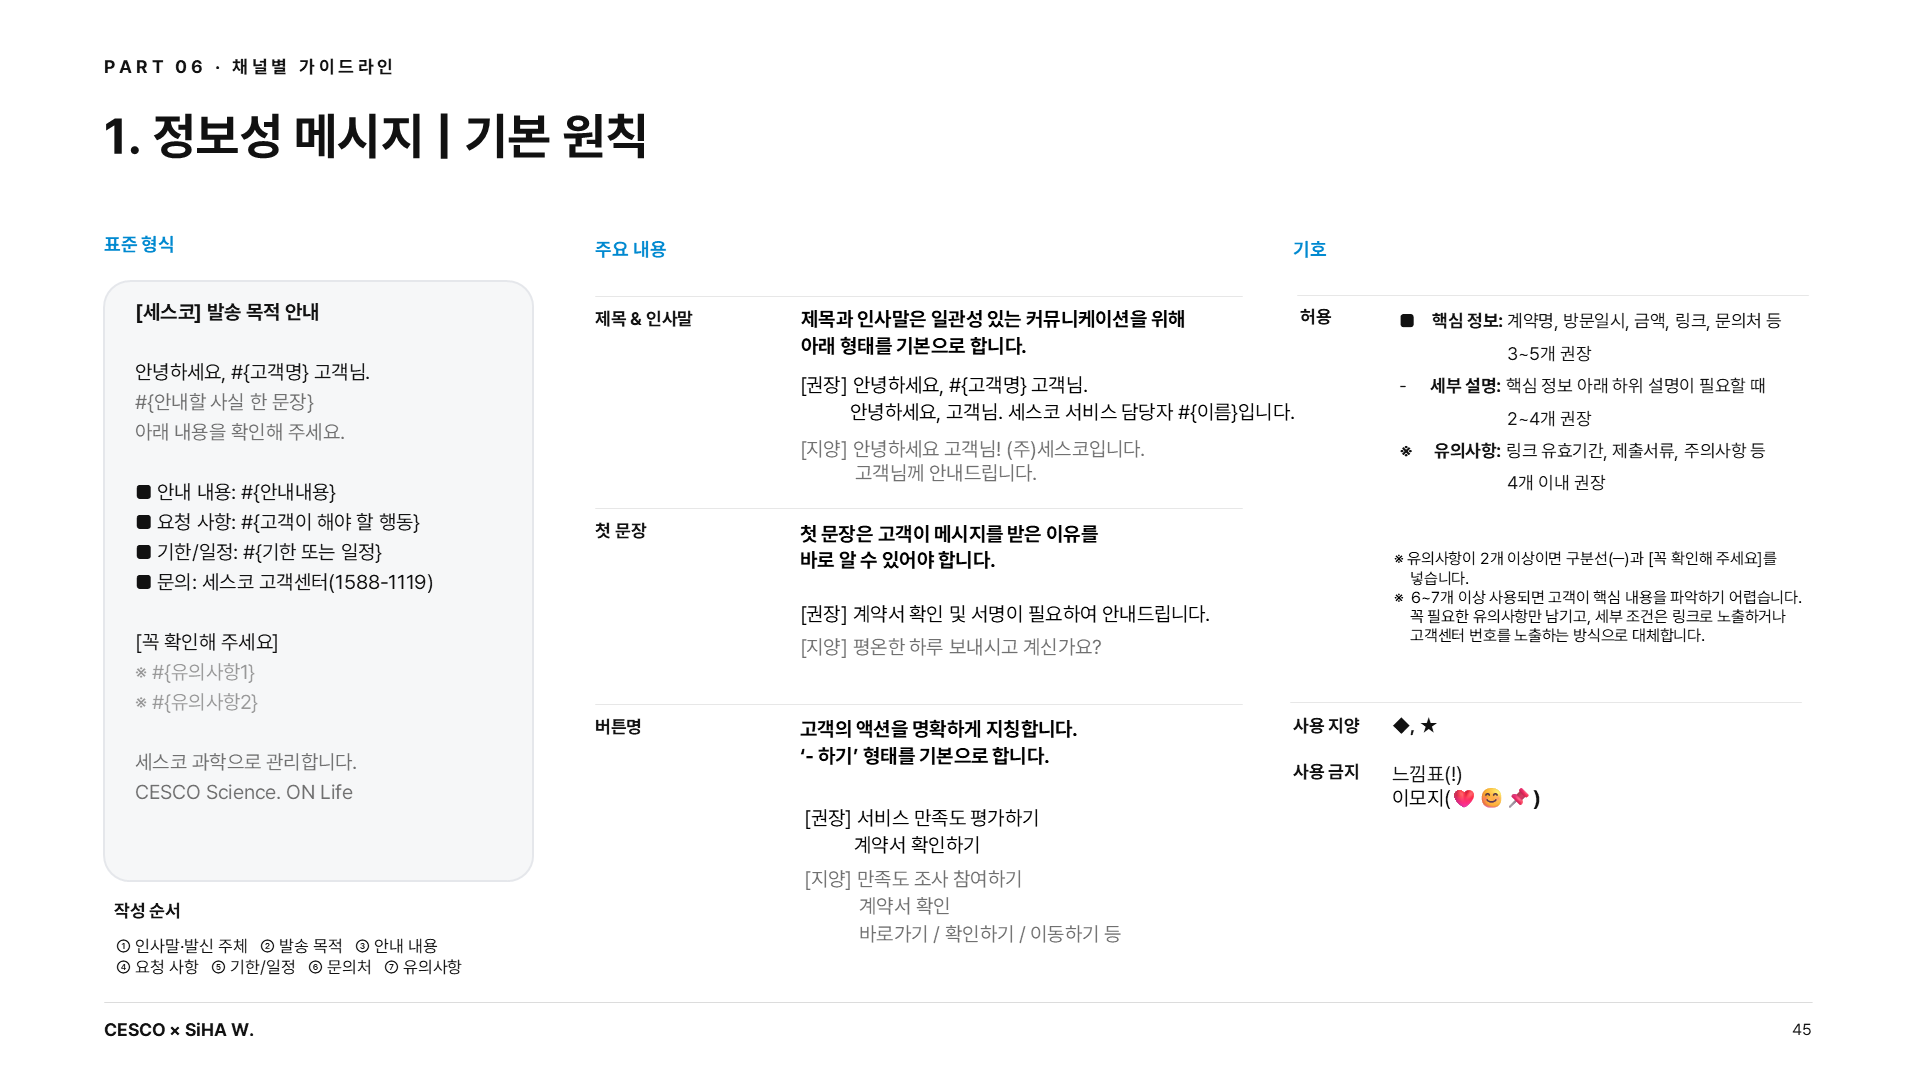 PART 06 · 채널별 가이드라인
1. 정보성 메시지 | 기본 원칙
표준 형식
[세스코] 발송 목적 안내
안녕하세요, #{고객명} 고객님.
#{안내할 사실 한 문장}
아래 내용을 확인해 주세요.
■ 안내 내용: #{안내내용}
■ 요청 사항: #{고객이 해야 할 행동}
■ 기한/일정: #{기한 또는 일정}
■ 문의: 세스코 고객센터(1588-1119)
[꼭 확인해 주세요]
※ #{유의사항1}
※ #{유의사항2}
세스코 과학으로 관리합니다.
CESCO Science. ON Life
작성 순서
① 인사말·발신 주체 ② 발송 목적 ③ 안내 내용
④ 요청 사항 ⑤ 기한/일정 ⑥ 문의처 ⑦ 유의사항
주요 내용
제목 & 인사말
제목과 인사말은 일관성 있는 커뮤니케이션을 위해
아래 형태를 기본으로 합니다.
[권장] 안녕하세요, #{고객명} 고객님.
안녕하세요, 고객님. 세스코 서비스 담당자 #{이름}입니다.
[지양] 안녕하세요 고객님! (주)세스코입니다.
고객님께 안내드립니다.
첫 문장
첫 문장은 고객이 메시지를 받은 이유를
바로 알 수 있어야 합니다.
[권장] 계약서 확인 및 서명이 필요하여 안내드립니다.
[지양] 평온한 하루 보내시고 계신가요?
버튼명
고객의 액션을 명확하게 지칭합니다.
‘- 하기’ 형태를 기본으로 합니다.
[권장] 서비스 만족도 평가하기
계약서 확인하기
[지양] 만족도 조사 참여하기
계약서 확인
바로가기 / 확인하기 / 이동하기 등
기호
허용
■ 핵심 정보: 계약명, 방문일시, 금액, 링크, 문의처 등
3~5개 권장
- 세부 설명: 핵심 정보 아래 하위 설명이 필요할 때
2~4개 권장
※ 유의사항: 링크 유효기간, 제출서류, 주의사항 등
4개 이내 권장
※ 유의사항이 2개 이상이면 구분선(─)과 [꼭 확인해 주세요]를
넣습니다.
※ 6~7개 이상 사용되면 고객이 핵심 내용을 파악하기 어렵습니다.
꼭 필요한 유의사항만 남기고, 세부 조건은 링크로 노출하거나
고객센터 번호를 노출하는 방식으로 대체합니다.
사용 지양
◆, ★
사용 금지
느낌표(!)
이모지(💗 😊 📌)
CESCO × SiHA W.
45